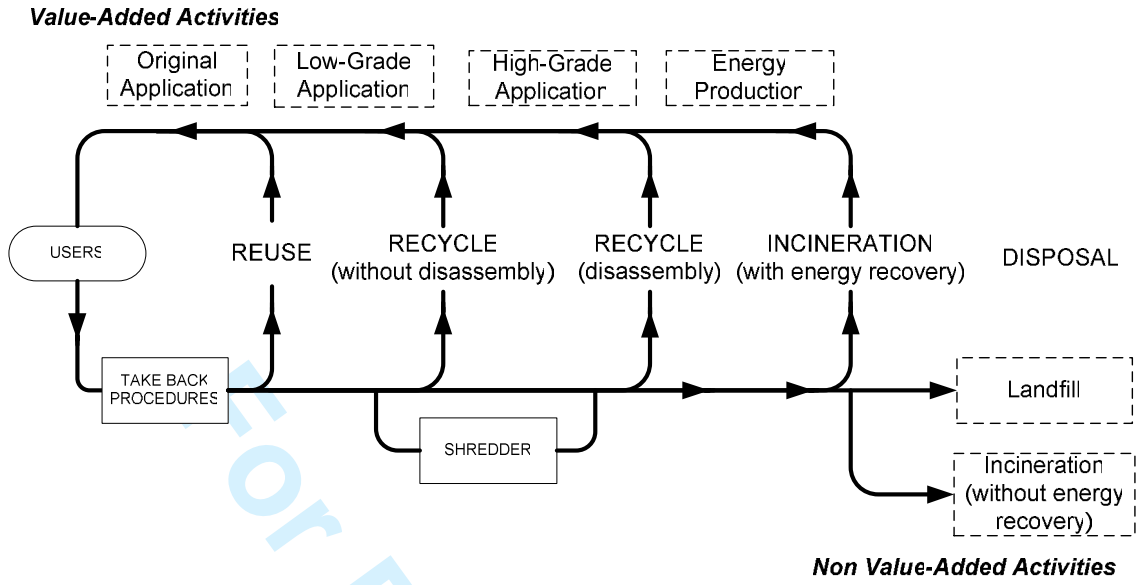 Value-Added Activities
Original
Application
Low-Grade
Application
High-Grade
Application
Energy
Production
USERS
REUSE
RECYCLE
(without disassembly)
RECYCLE
(disassembly)
INCINERATION
(with energy recovery)
DISPOSAL
TAKE BACK
PROCEDURES
SHREDDER
Landfill
Incineration
(without energy
recovery)
Non Value-Added Activities
For